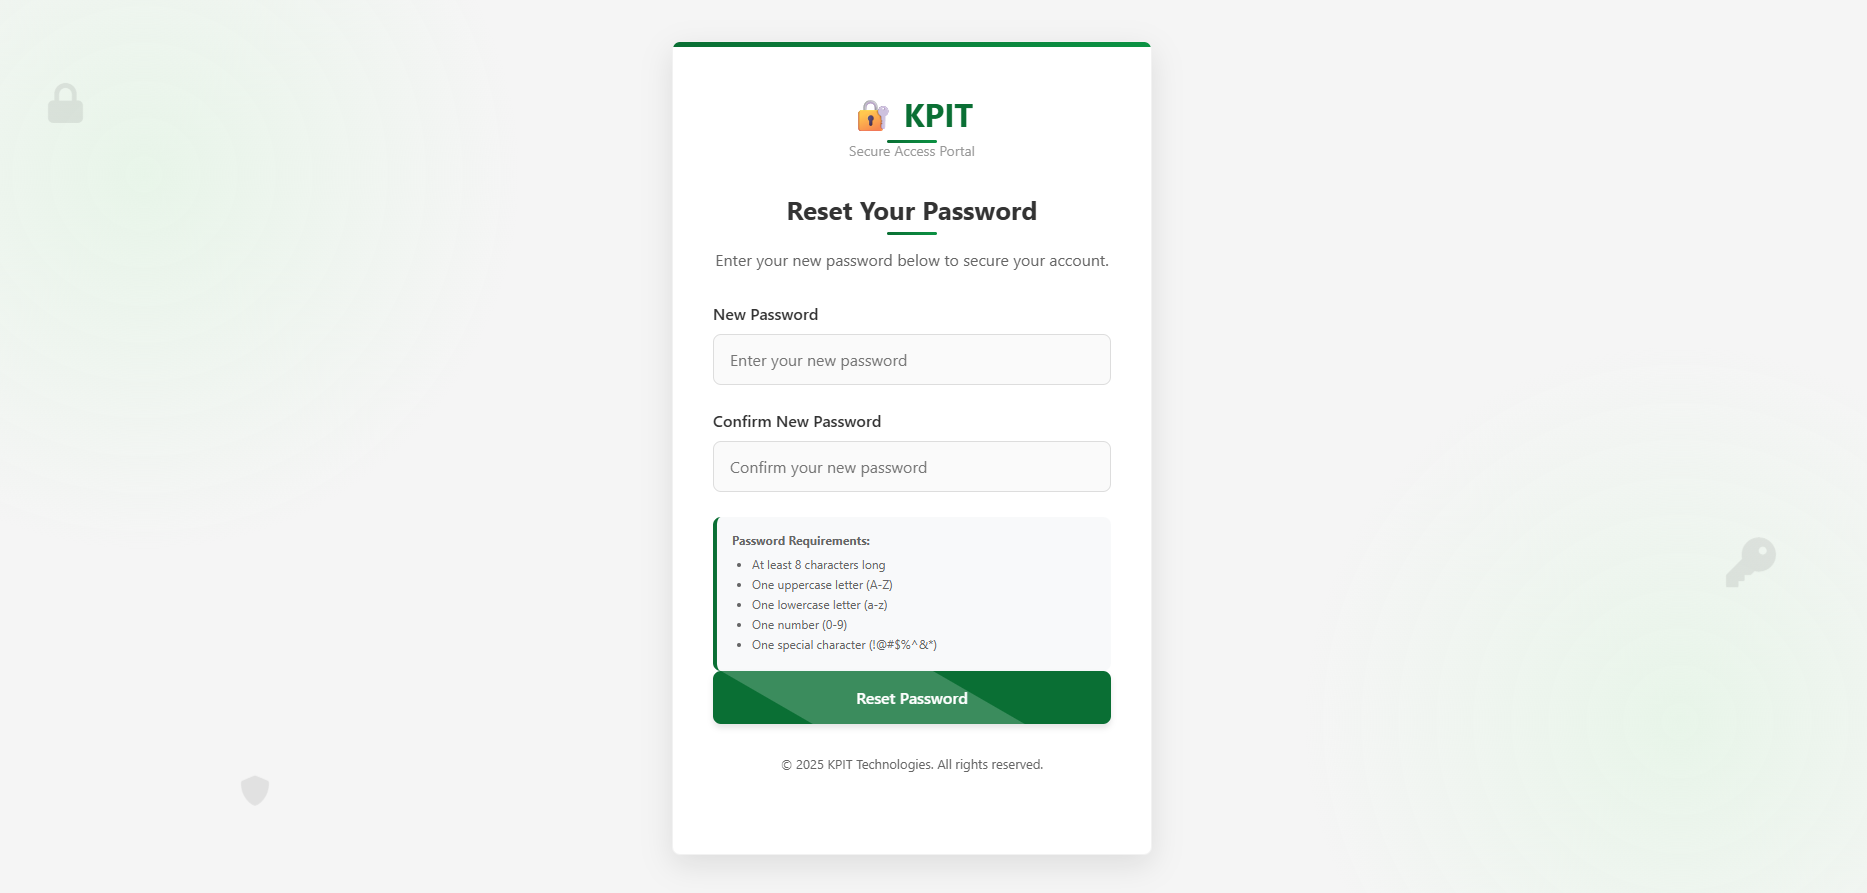 KPIT
Secure Access Portal
Reset Your Password
Enter your new password below to secure your account.
New Password
Enter your new password
Confirm New Password
Confirm your new password
Password Requirements:
• At least 8 characters long
• One uppercase letter (A-Z)
• One lowercase letter (a-z)
• One number (0-9)
• One special character (!@#$%^&*)
Reset Password
© 2025 KPIT Technologies. All rights reserved.